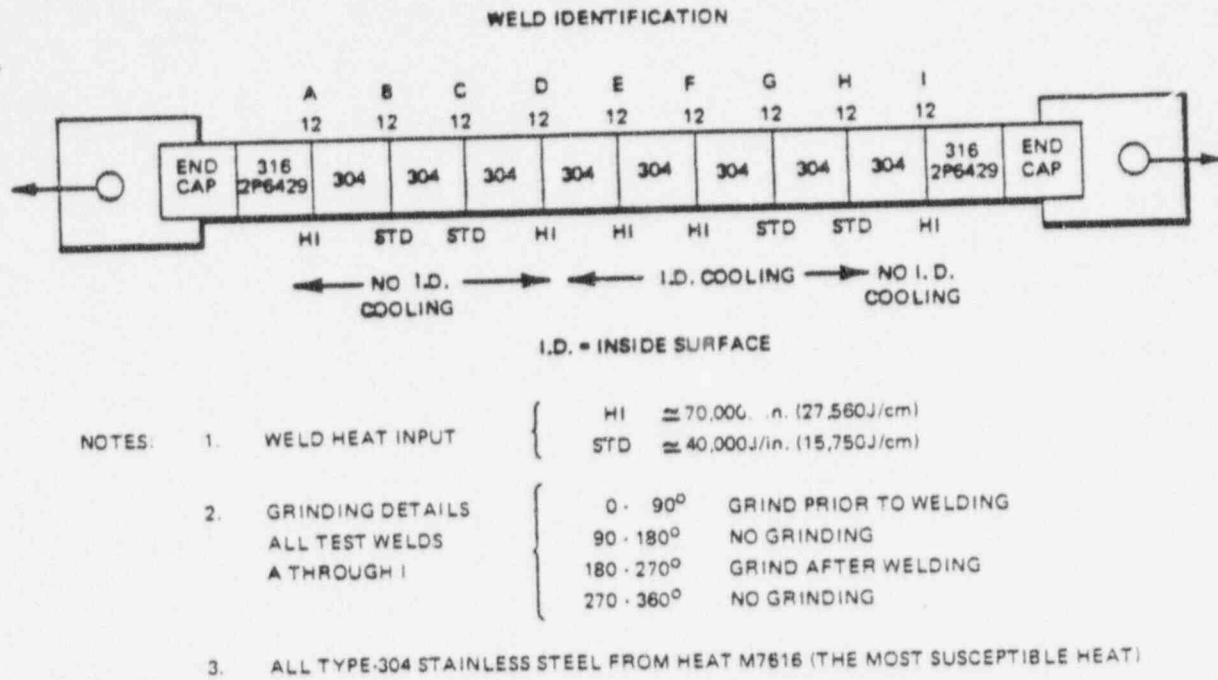 WELD IDENTIFICATION
A B C D E F G H I
12 12 12 12 12 12 12 12 12
END CAP 316 2P6429 304 304 304 304 304 304 304 304 316 2P6429 END CAP
HI STD STD HI HI HI STD STD HI
NO I.D. COOLING I.D. COOLING NO I.D. COOLING
I.D. = INSIDE SURFACE
NOTES: 1. WELD HEAT INPUT HI ≃70,000. .n. (27,560J/cm)
STD ≃ 40,000J/in. (15,750J/cm)
2. GRINDING DETAILS 0 - 90° GRIND PRIOR TO WELDING
ALL TEST WELDS 90 - 180° NO GRINDING
A THROUGH I 180 - 270° GRIND AFTER WELDING
270 - 360° NO GRINDING
3. ALL TYPE-304 STAINLESS STEEL FROM HEAT M7616 (THE MOST SUSCEPTIBLE HEAT)